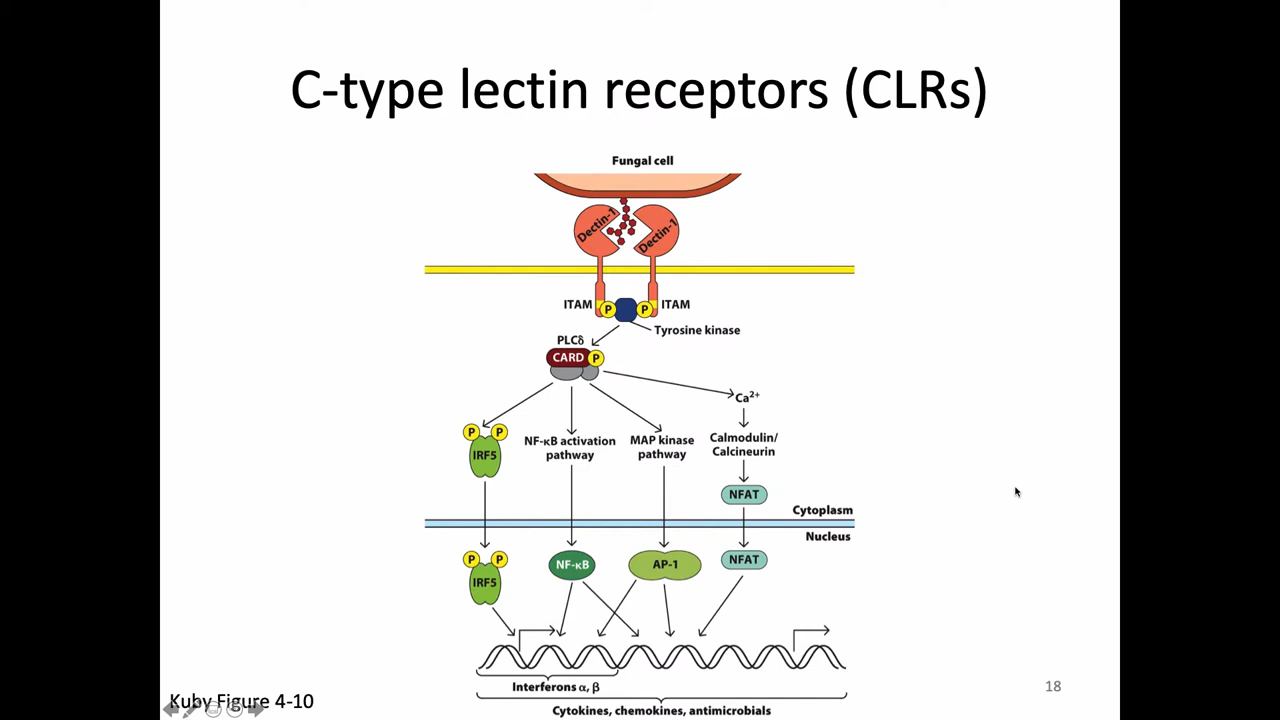 C-type lectin receptors (CLRs)
Fungal cell
Dectin-1
Dectin-1
ITAM
P
P
ITAM
Tyrosine kinase
PLCδ
CARD
P
Ca2+
P
P
IRF5
NF-κB activation
pathway
MAP kinase
pathway
Calmodulin/
Calcineurin
NFAT
Cytoplasm
Nucleus
P
P
IRF5
NF-κB
AP-1
NFAT
Interferons α, β
Cytokines, chemokines, antimicrobials
Kuby Figure 4-10
18